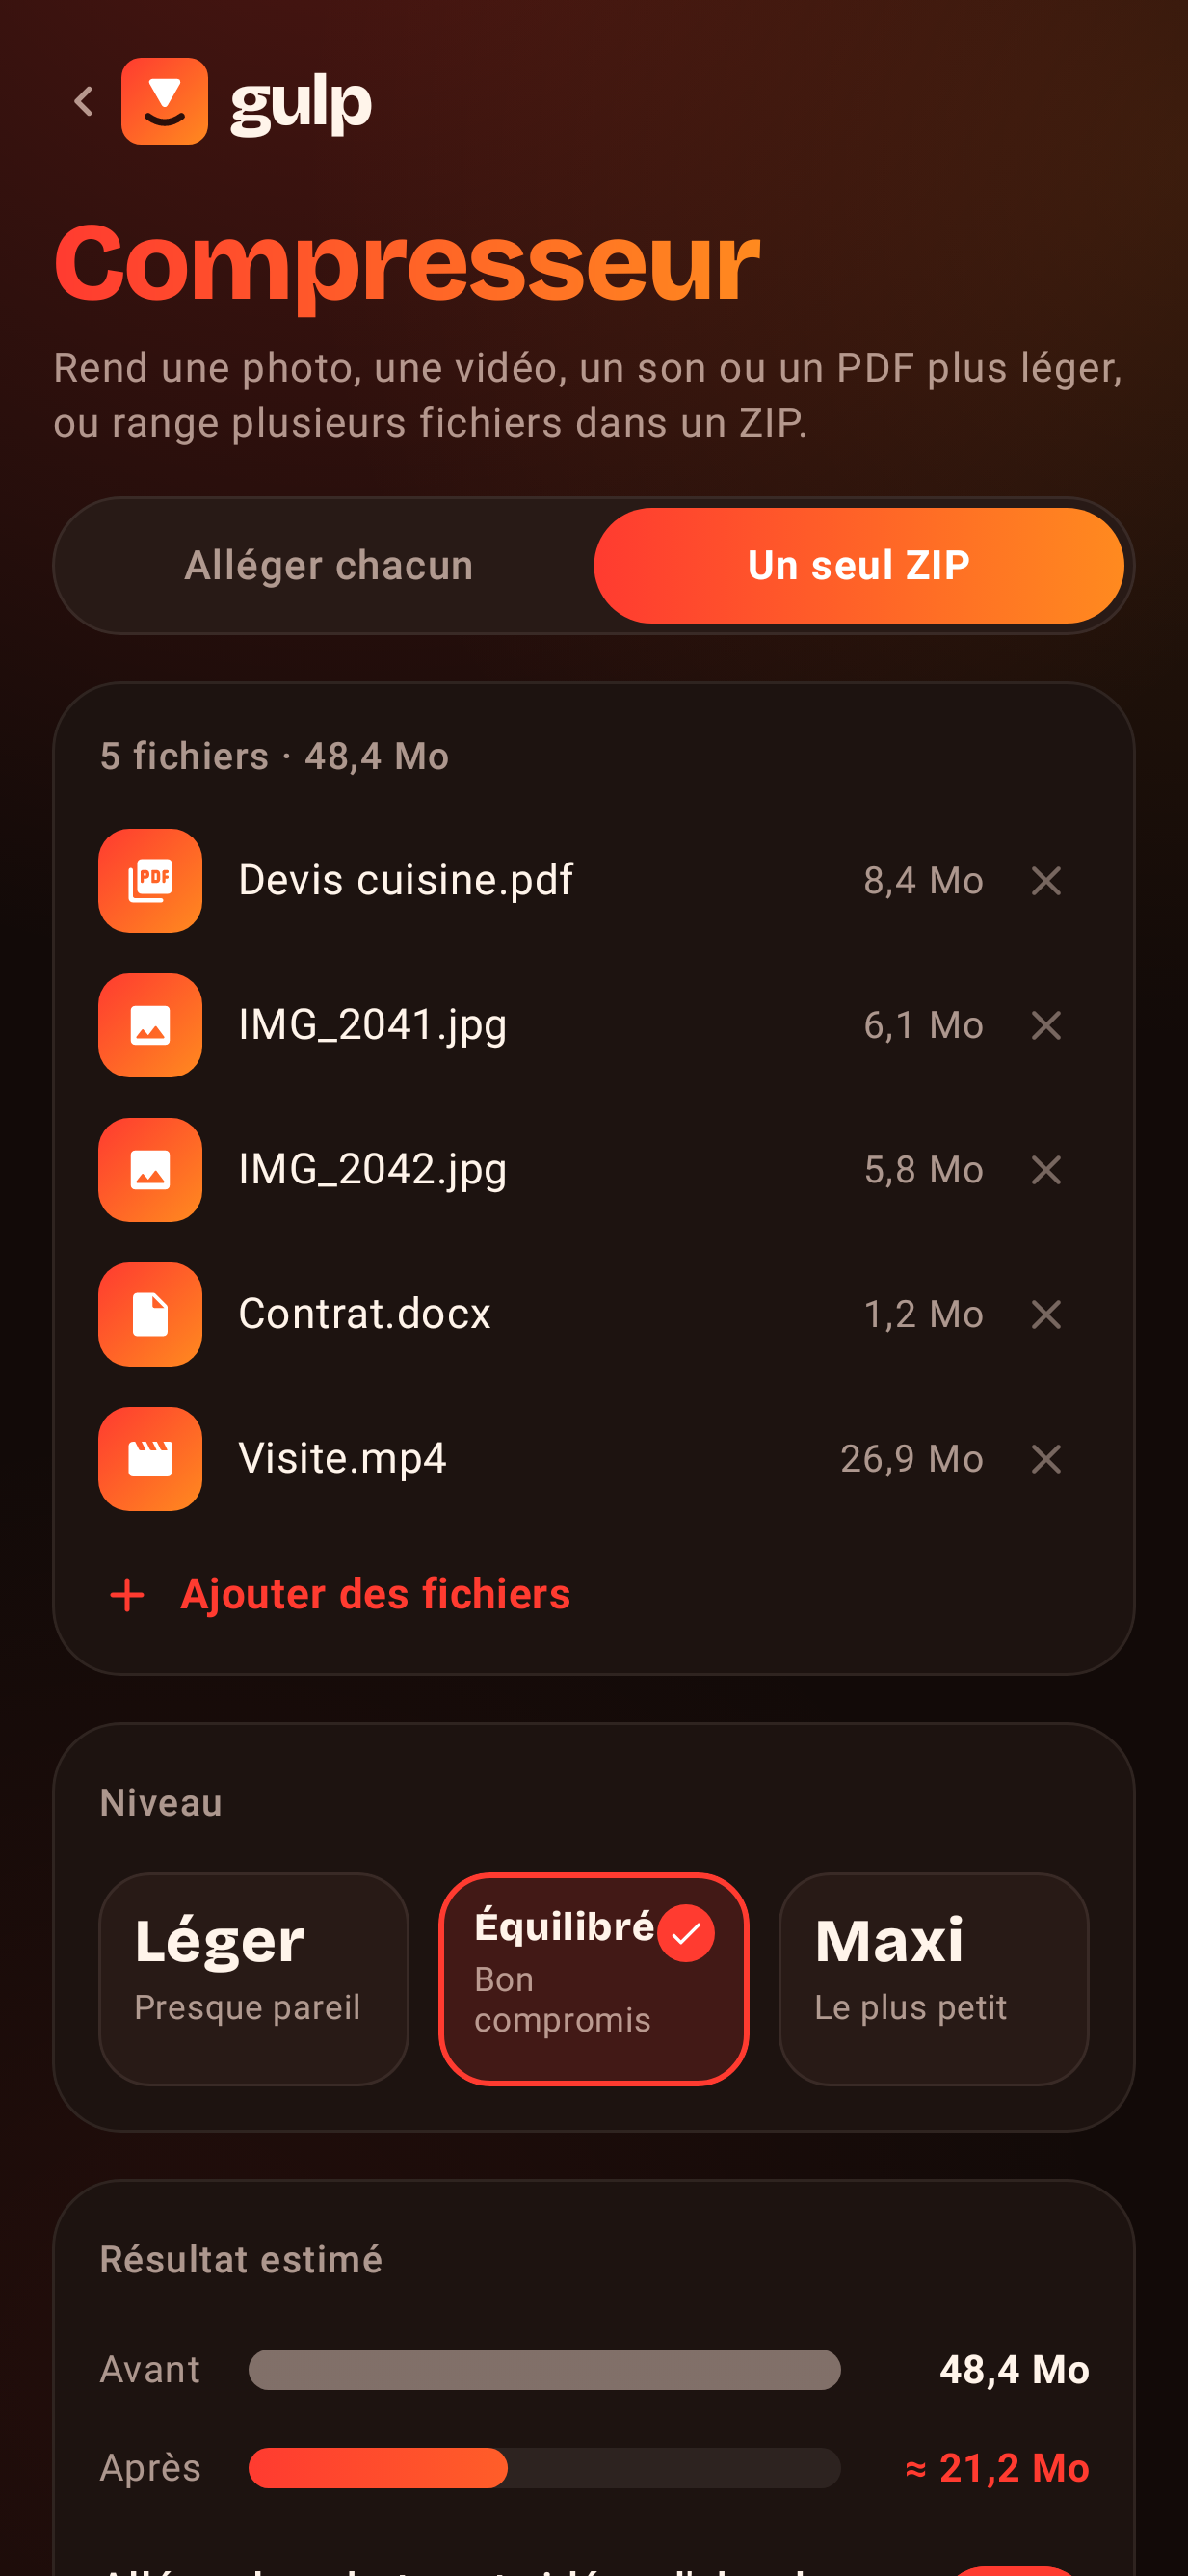 gulp
Compresseur
Rend une photo, une vidéo, un son ou un PDF plus léger,
ou range plusieurs fichiers dans un ZIP.
Alléger chacun
Un seul ZIP
5 fichiers · 48,4 Mo
PDF
Devis cuisine.pdf
8,4 Mo
IMG_2041.jpg
6,1 Mo
IMG_2042.jpg
5,8 Mo
Contrat.docx
1,2 Mo
Visite.mp4
26,9 Mo
Ajouter des fichiers
Niveau
Léger
Presque pareil
Équilibré
Bon
compromis
Maxi
Le plus petit
Résultat estimé
Avant
48,4 Mo
Après
≈ 21,2 Mo